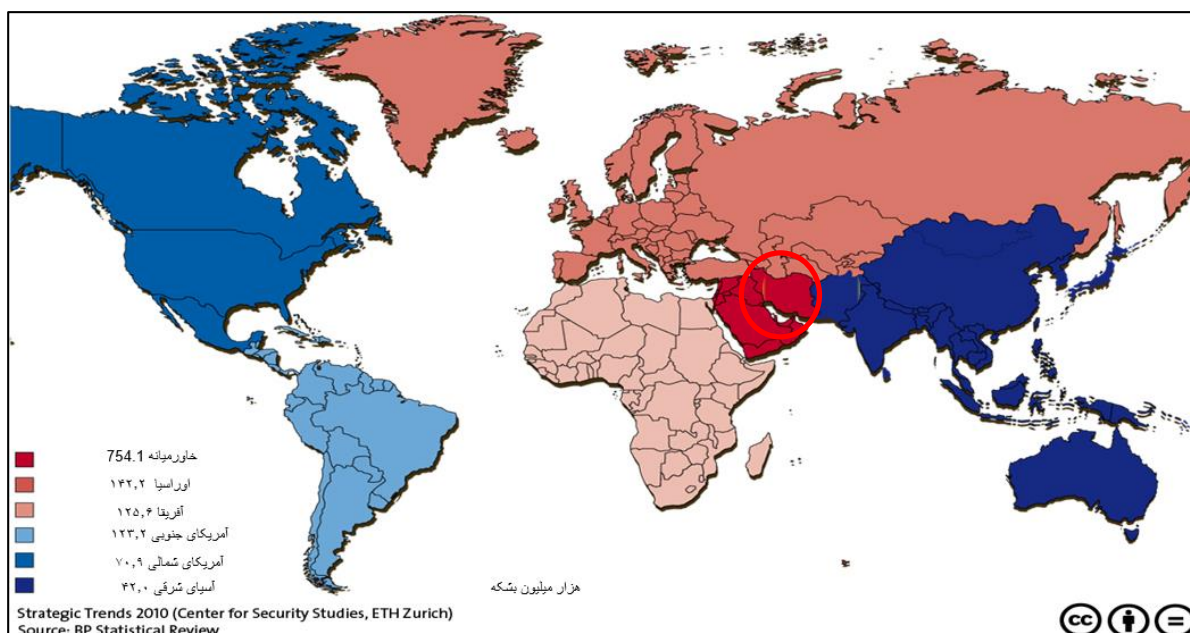 خاورمیانه 754.1
اوراسیا ۱۴۲,۲
آفریقا ۱۲۵,۶
آمریکای جنوبی ۱۲۳,۲
آمریکای شمالی ۷۰,۹
آسیای شرقی ۴۲,۰
هزار میلیون بشکه
Strategic Trends 2010 (Center for Security Studies, ETH Zurich)
Source: BP Statistical Review
cc